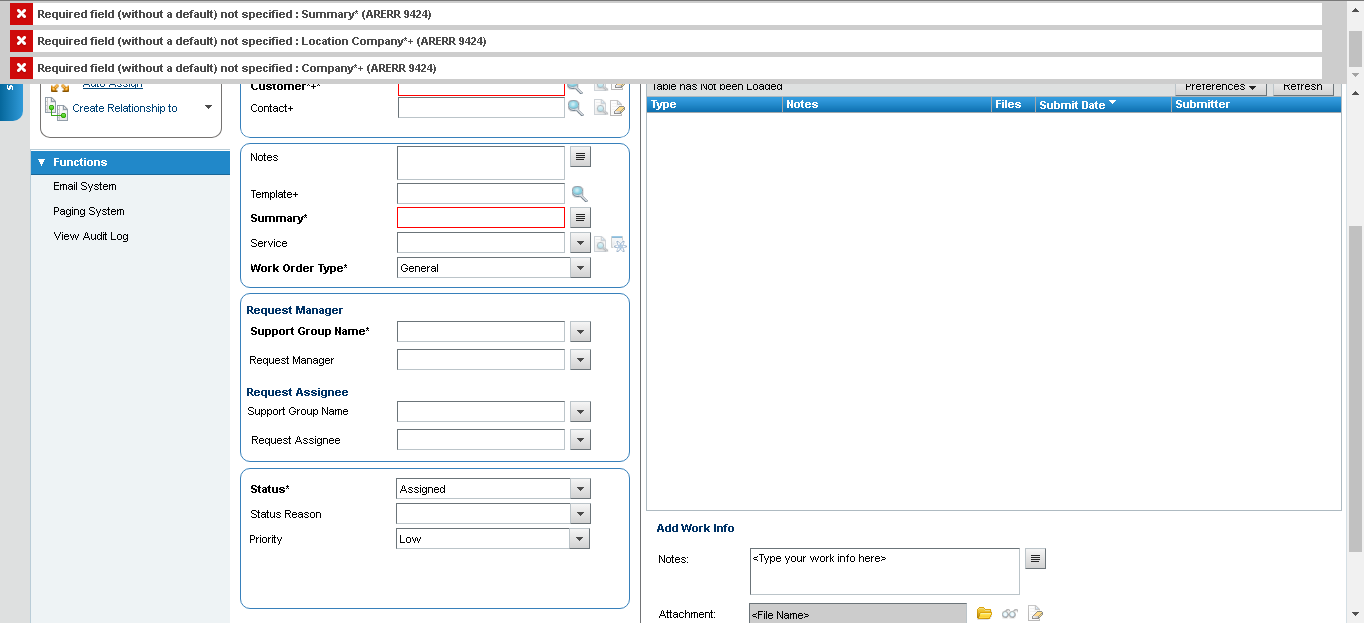 Required field (without a default) not specified : Summary* (ARERR 9424)
Required field (without a default) not specified : Location Company*+ (ARERR 9424)
Required field (without a default) not specified : Company*+ (ARERR 9424)
s
Auto Assign
Create Relationship to
Functions
Email System
Paging System
View Audit Log
Customer*+
Contact+
Notes
Template+
Summary*
Service
Work Order Type* General
Request Manager
Support Group Name*
Request Manager
Request Assignee
Support Group Name
Request Assignee
Status* Assigned
Status Reason
Priority Low
Table has Not been Loaded Preferences Refresh
Type Notes Files Submit Date Submitter
Add Work Info
Notes: <Type your work info here>
Attachment: <File Name>